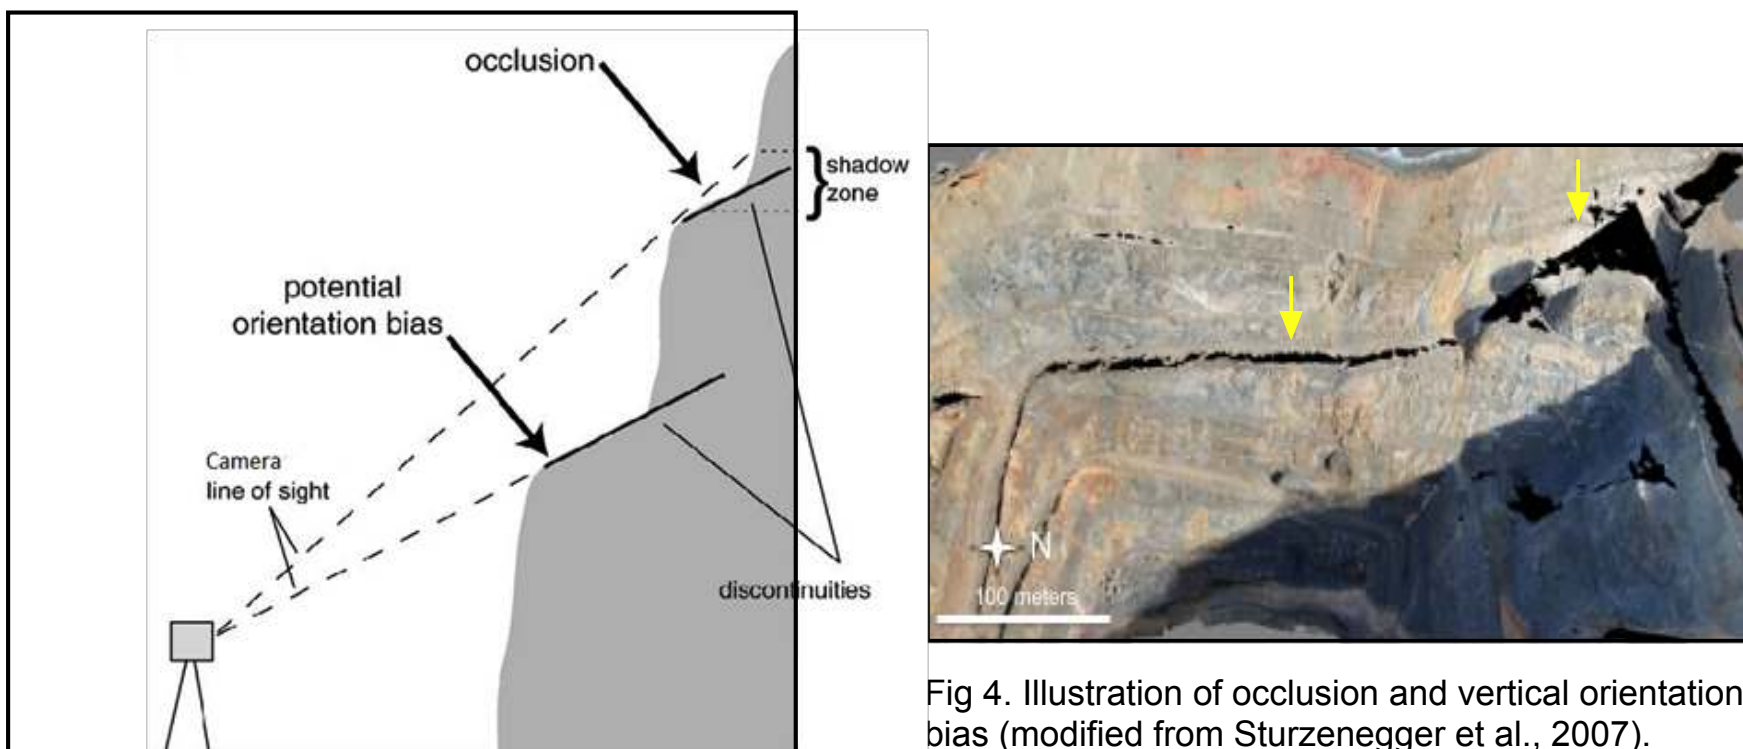 occlusion
shadow
zone
potential
orientation bias
Camera
line of sight
discontinuities
N
100 meters
Fig 4. Illustration of occlusion and vertical orientation
bias (modified from Sturzenegger et al., 2007).